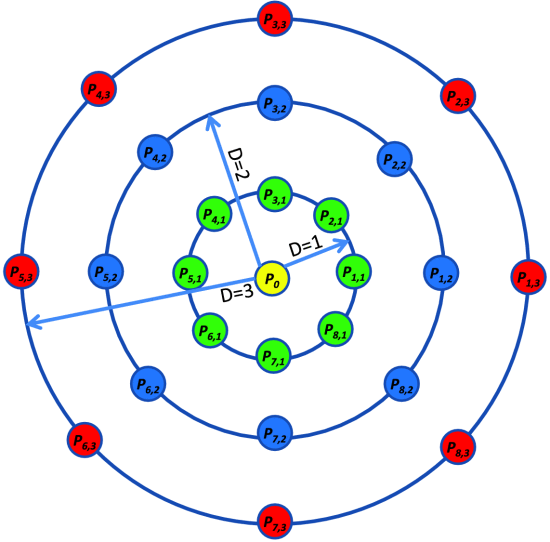 P3,3
P4,3
P2,3
P3,2
P4,2
P2,2
D=2
P3,1
P4,1
P2,1
D=1
P5,3
P5,2
P5,1
P0
P1,1
P1,2
P1,3
D=3
P6,1
P8,1
P7,1
P6,2
P8,2
P7,2
P6,3
P8,3
P7,3